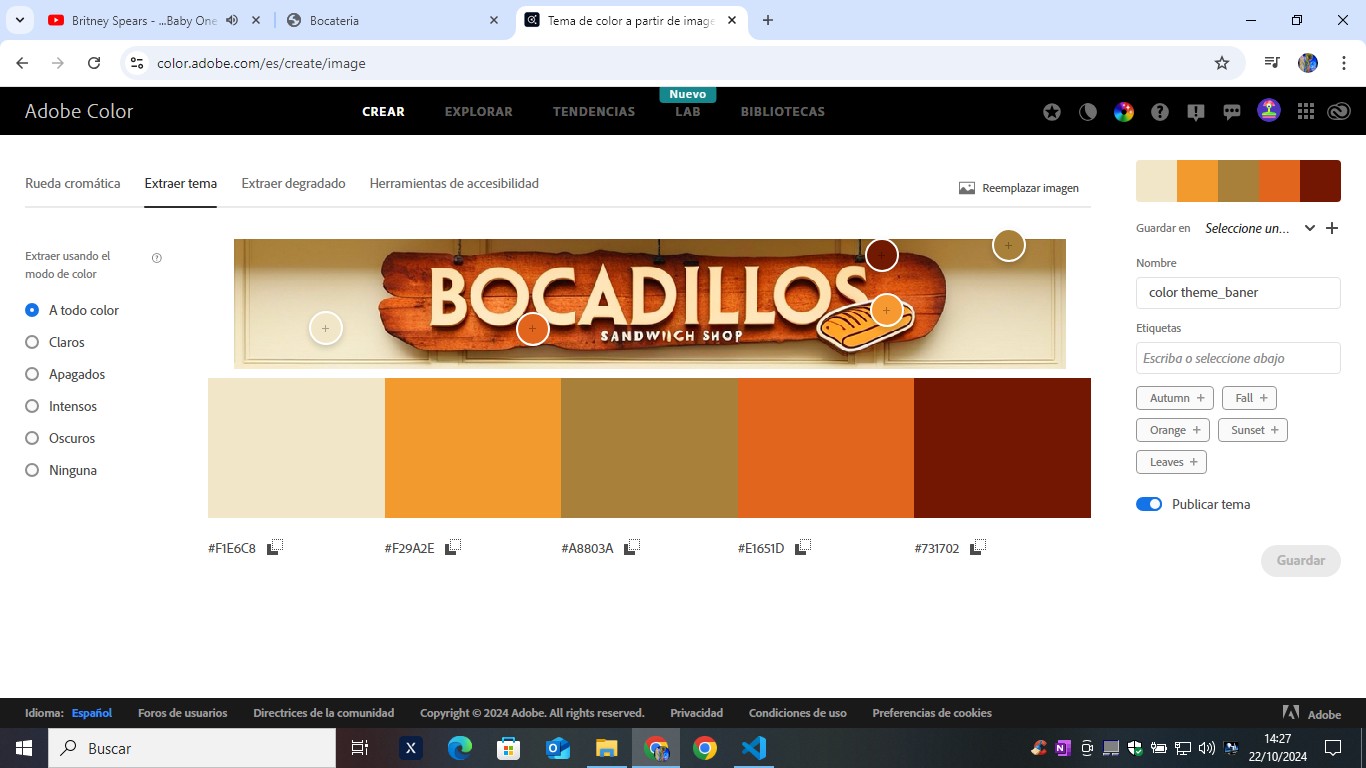 Britney Spears - ...Baby One
Bocateria
Tema de color a partir de image
color.adobe.com/es/create/image
Nuevo
Adobe Color
CREAR
EXPLORAR
TENDENCIAS
LAB
BIBLIOTECAS
Rueda cromática
Extraer tema
Extraer degradado
Herramientas de accesibilidad
Reemplazar imagen
Extraer usando el
modo de color
A todo color
Claros
Apagados
Intensos
Oscuros
Ninguna
BOCADILLOS
SANDWIICH SHOP
#F1E6C8
#F29A2E
#A8803A
#E1651D
#731702
Guardar en
Seleccione un...
Nombre
color theme_baner
Etiquetas
Escriba o seleccione abajo
Autumn +
Fall +
Orange +
Sunset +
Leaves +
Publicar tema
Guardar
Idioma: Español
Foros de usuarios
Directrices de la comunidad
Copyright © 2024 Adobe. All rights reserved.
Privacidad
Condiciones de uso
Preferencias de cookies
Adobe
Buscar
14:27
22/10/2024